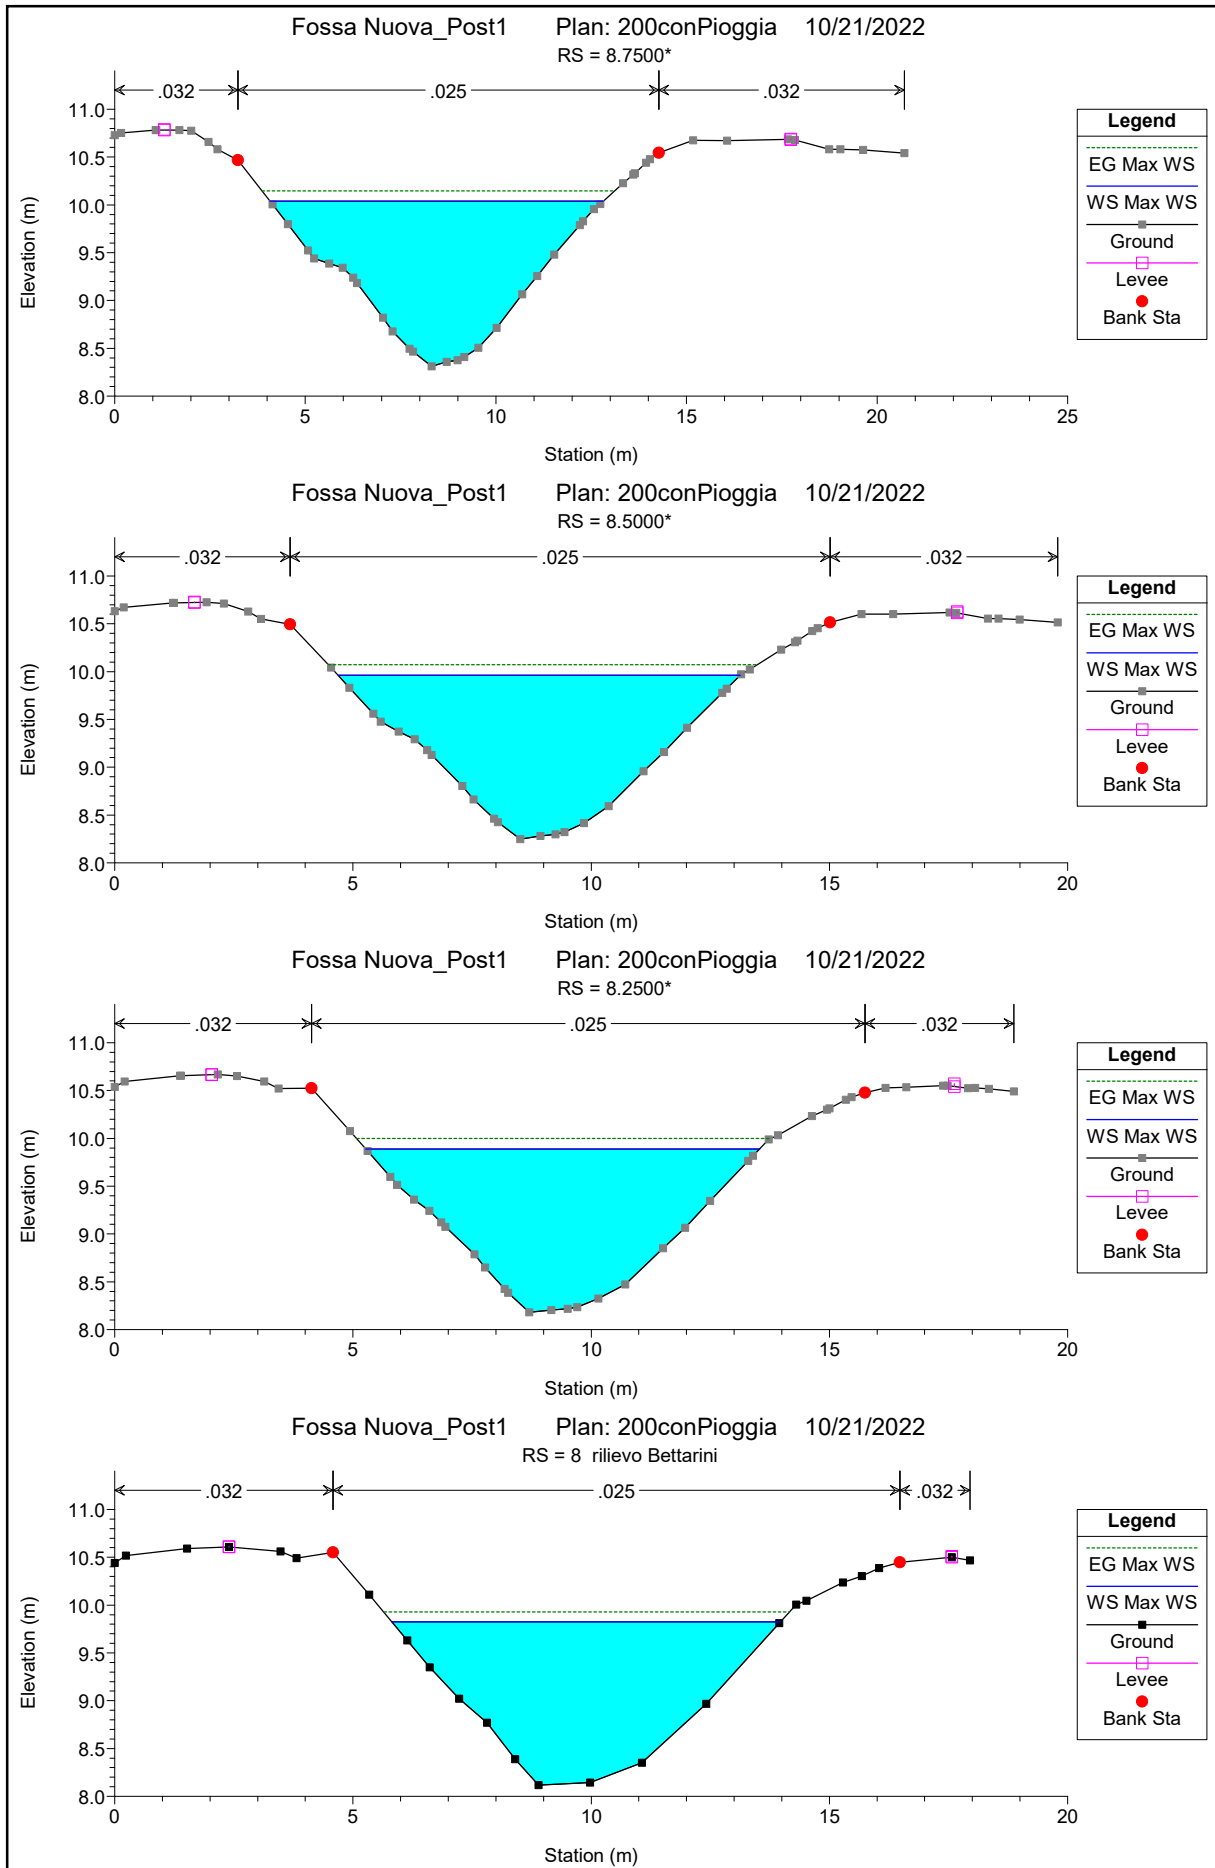 Fossa Nuova_Post1 Plan: 200conPioggia 10/21/2022
RS = 8.7500*
.032 .025 .032
11.0
10.5
10.0
9.5
9.0
8.5
8.0
Elevation (m)
0 5 10 15 20 25
Station (m)
Legend
EG Max WS
WS Max WS
Ground
Levee
Bank Sta
Fossa Nuova_Post1 Plan: 200conPioggia 10/21/2022
RS = 8.5000*
.032 .025 .032
11.0
10.5
10.0
9.5
9.0
8.5
8.0
Elevation (m)
0 5 10 15 20
Station (m)
Legend
EG Max WS
WS Max WS
Ground
Levee
Bank Sta
Fossa Nuova_Post1 Plan: 200conPioggia 10/21/2022
RS = 8.2500*
.032 .025 .032
11.0
10.5
10.0
9.5
9.0
8.5
8.0
Elevation (m)
0 5 10 15 20
Station (m)
Legend
EG Max WS
WS Max WS
Ground
Levee
Bank Sta
Fossa Nuova_Post1 Plan: 200conPioggia 10/21/2022
RS = 8 rilievo Bettarini
.032 .025 .032
11.0
10.5
10.0
9.5
9.0
8.5
8.0
Elevation (m)
0 5 10 15 20
Station (m)
Legend
EG Max WS
WS Max WS
Ground
Levee
Bank Sta